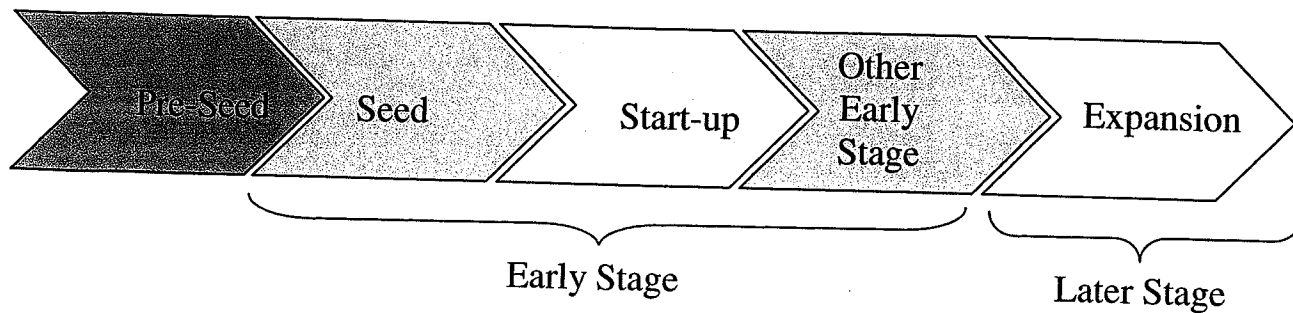 Pre-Seed
Seed
Start-up
Other
Early
Stage
Expansion
Early Stage
Later Stage